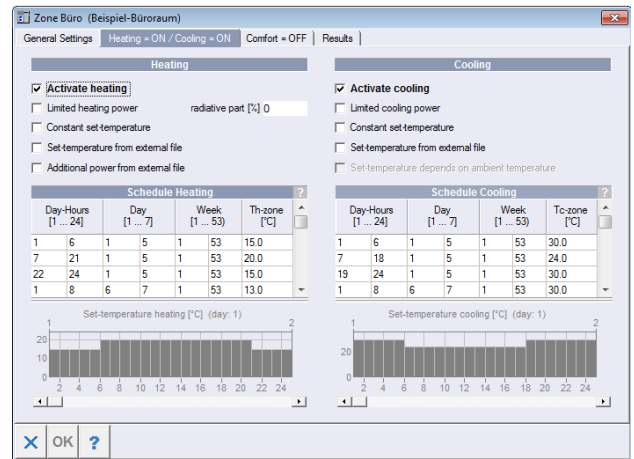 Zone Büro (Beispiel-Büroraum)
General Settings Heating = ON / Cooling = ON Comfort = OFF Results
Heating
Activate heating
Limited heating power radiative part [%] 0
Constant set-temperature
Set-temperature from external file
Additional power from external file
Schedule Heating ?
Day-Hours Day Week Th-zone
[1 ... 24] [1 ... 7] [1 ... 53) [°C]
1 6 1 5 1 53 15.0
7 21 1 5 1 53 20.0
22 24 1 5 1 53 15.0
1 8 6 7 1 53 13.0
Set-temperature heating [°C] (day: 1)
1 2
20
10
0
2 4 6 8 10 12 14 16 18 20 22 24
Cooling
Activate cooling
Limited cooling power
Constant set-temperature
Set-temperature from external file
Set-temperature depends on ambient temperature
Schedule Cooling ?
Day-Hours Day Week Tc-zone
[1 ... 24] [1 ... 7] [1 ... 53) [°C]
1 6 1 5 1 53 30.0
7 18 1 5 1 53 24.0
19 24 1 5 1 53 30.0
1 8 6 7 1 53 30.0
Set-temperature cooling [°C] (day: 1)
1 2
20
0
2 4 6 8 10 12 14 16 18 20 22 24
OK ?